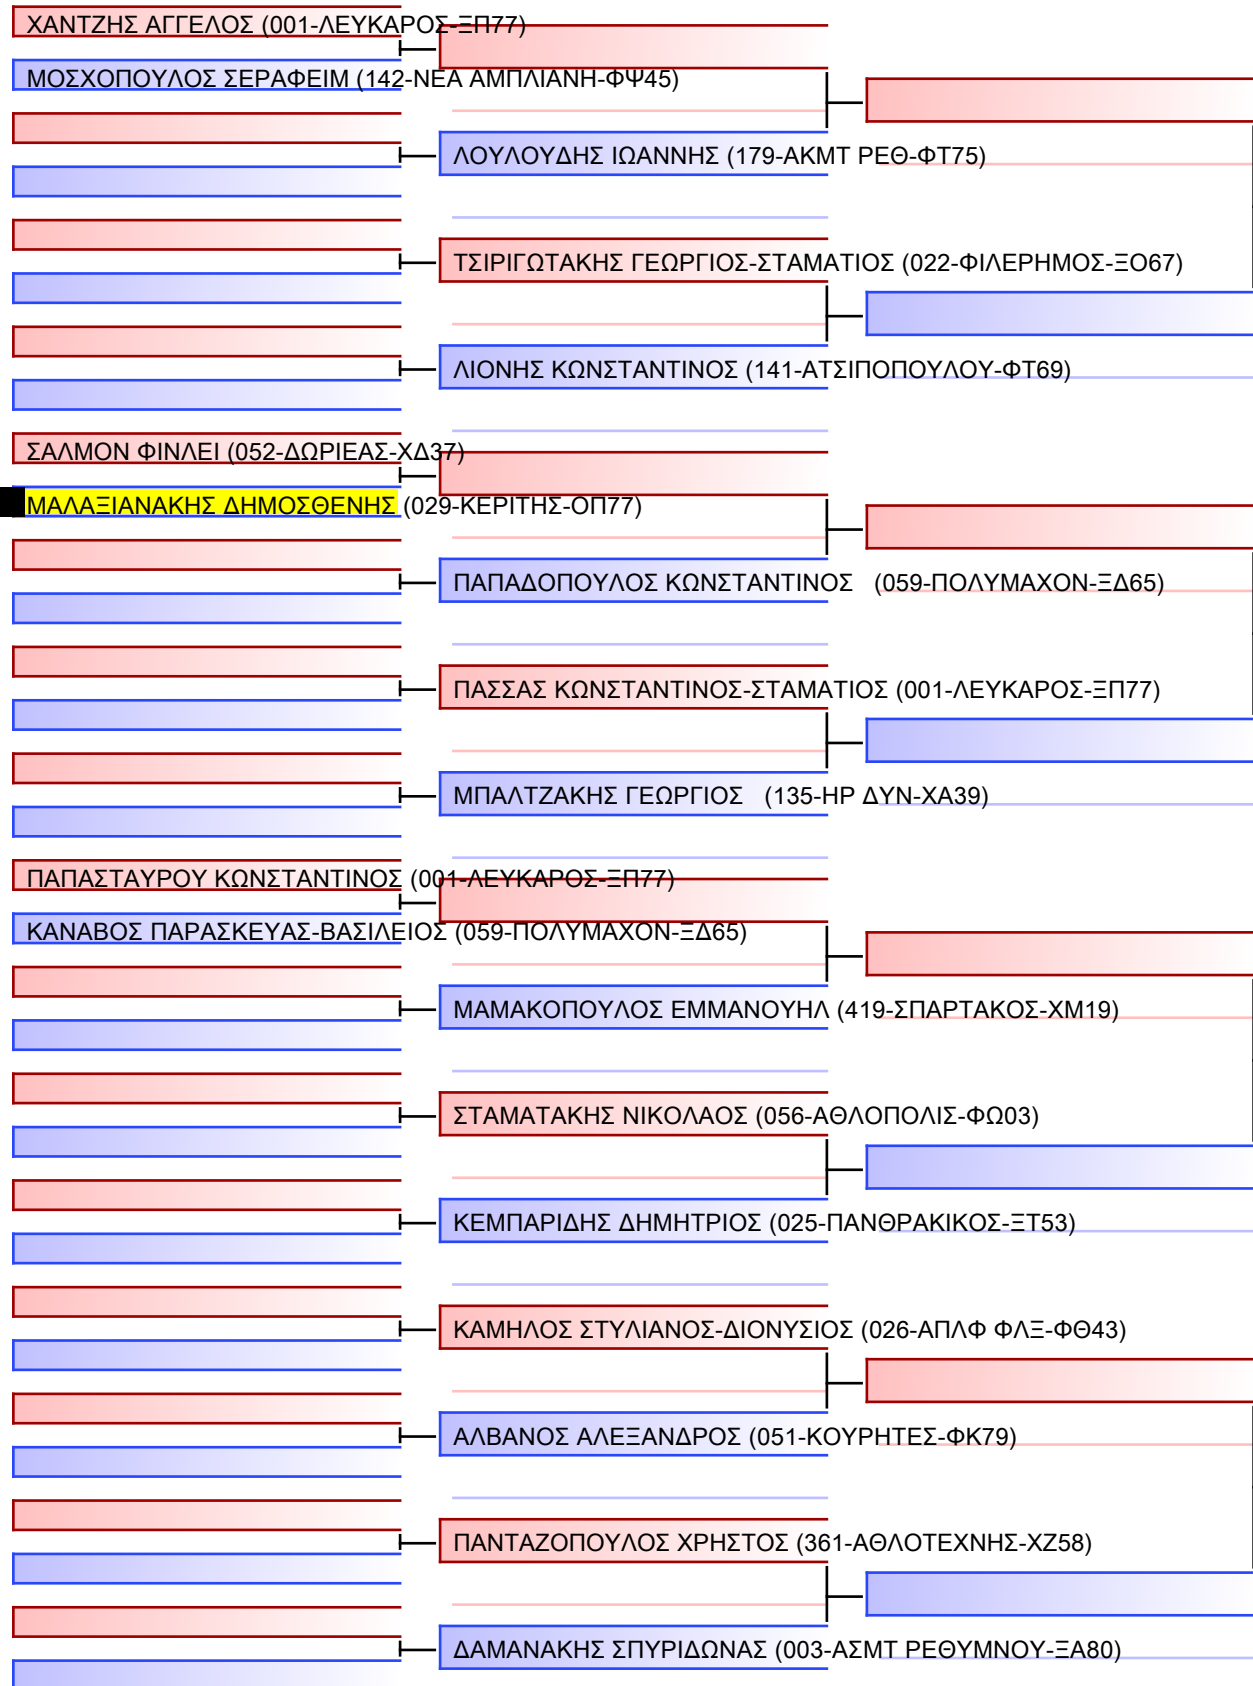 ΧΑΝΤΖΗΣ ΑΓΓΕΛΟΣ (001-ΛΕΥΚΑΡΟΣ-ΞΠ77)
ΜΟΣΧΟΠΟΥΛΟΣ ΣΕΡΑΦΕΙΜ (142-ΝΕΑ ΑΜΠΛΙΑΝΗ-ΦΨ45)
ΛΟΥΛΟΥΔΗΣ ΙΩΑΝΝΗΣ (179-ΑΚΜΤ ΡΕΘ-ΦΤ75)
ΤΣΙΡΙΓΩΤΑΚΗΣ ΓΕΩΡΓΙΟΣ-ΣΤΑΜΑΤΙΟΣ (022-ΦΙΛΕΡΗΜΟΣ-ΞΟ67)
ΛΙΟΝΗΣ ΚΩΝΣΤΑΝΤΙΝΟΣ (141-ΑΤΣΙΠΟΠΟΥΛΟΥ-ΦΤ69)
ΣΑΛΜΟΝ ΦΙΝΛΕΙ (052-ΔΩΡΙΕΑΣ-ΧΔ37)
ΜΑΛΑΞΙΑΝΑΚΗΣ ΔΗΜΟΣΘΕΝΗΣ (029-ΚΕΡΙΤΗΣ-ΟΠ77)
ΠΑΠΑΔΟΠΟΥΛΟΣ ΚΩΝΣΤΑΝΤΙΝΟΣ (059-ΠΟΛΥΜΑΧΟΝ-ΞΔ65)
ΠΑΣΣΑΣ ΚΩΝΣΤΑΝΤΙΝΟΣ-ΣΤΑΜΑΤΙΟΣ (001-ΛΕΥΚΑΡΟΣ-ΞΠ77)
ΜΠΑΛΤΖΑΚΗΣ ΓΕΩΡΓΙΟΣ (135-ΗΡ ΔΥΝ-ΧΑ39)
ΠΑΠΑΣΤΑΥΡΟΥ ΚΩΝΣΤΑΝΤΙΝΟΣ (001-ΛΕΥΚΑΡΟΣ-ΞΠ77)
ΚΑΝΑΒΟΣ ΠΑΡΑΣΚΕΥΑΣ-ΒΑΣΙΛΕΙΟΣ (059-ΠΟΛΥΜΑΧΟΝ-ΞΔ65)
ΜΑΜΑΚΟΠΟΥΛΟΣ ΕΜΜΑΝΟΥΗΛ (419-ΣΠΑΡΤΑΚΟΣ-ΧΜ19)
ΣΤΑΜΑΤΑΚΗΣ ΝΙΚΟΛΑΟΣ (056-ΑΘΛΟΠΟΛΙΣ-ΦΩ03)
ΚΕΜΠΑΡΙΔΗΣ ΔΗΜΗΤΡΙΟΣ (025-ΠΑΝΘΡΑΚΙΚΟΣ-ΞΤ53)
ΚΑΜΗΛΟΣ ΣΤΥΛΙΑΝΟΣ-ΔΙΟΝΥΣΙΟΣ (026-ΑΠΛΦ ΦΛΞ-ΦΘ43)
ΑΛΒΑΝΟΣ ΑΛΕΞΑΝΔΡΟΣ (051-ΚΟΥΡΗΤΕΣ-ΦΚ79)
ΠΑΝΤΑΖΟΠΟΥΛΟΣ ΧΡΗΣΤΟΣ (361-ΑΘΛΟΤΕΧΝΗΣ-ΧΖ58)
ΔΑΜΑΝΑΚΗΣ ΣΠΥΡΙΔΩΝΑΣ (003-ΑΣΜΤ ΡΕΘΥΜΝΟΥ-ΞΑ80)